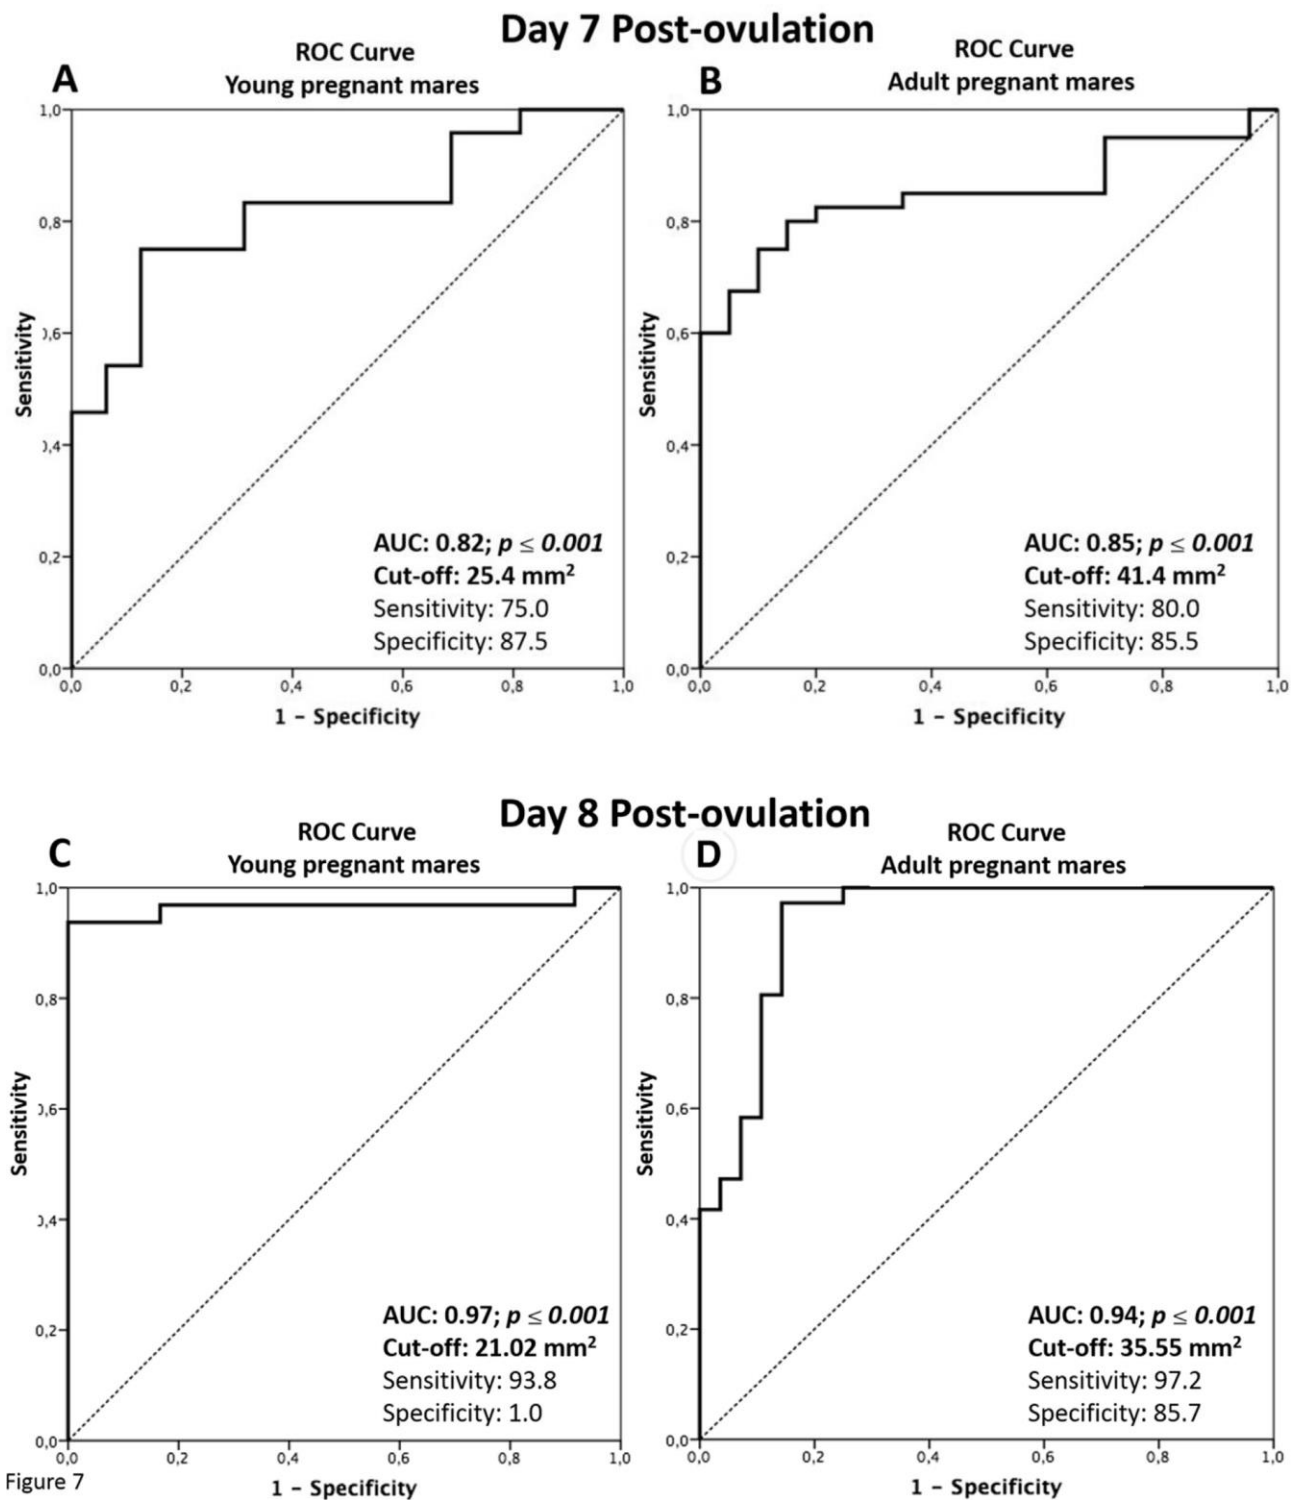 Day 7 Post-ovulation
A
ROC Curve
Young pregnant mares
1,0
0,8
0,6
0,4
0,2
0,0
Sensitivity
AUC: 0.82; p ≤ 0.001
Cut-off: 25.4 mm²
Sensitivity: 75.0
Specificity: 87.5
0,0 0,2 0,4 0,6 0,8 1,0
1 – Specificity
B
ROC Curve
Adult pregnant mares
1,0
0,8
0,6
0,4
0,2
0,0
Sensitivity
AUC: 0.85; p ≤ 0.001
Cut-off: 41.4 mm²
Sensitivity: 80.0
Specificity: 85.5
0,0 0,2 0,4 0,6 0,8 1,0
1 – Specificity
Day 8 Post-ovulation
C
ROC Curve
Young pregnant mares
1,0
0,8
0,6
0,4
0,2
0,0
Sensitivity
AUC: 0.97; p ≤ 0.001
Cut-off: 21.02 mm²
Sensitivity: 93.8
Specificity: 1.0
0,0 0,2 0,4 0,6 0,8 1,0
1 – Specificity
D
ROC Curve
Adult pregnant mares
1,0
0,8
0,6
0,4
0,2
0,0
Sensitivity
AUC: 0.94; p ≤ 0.001
Cut-off: 35.55 mm²
Sensitivity: 97.2
Specificity: 85.7
0,0 0,2 0,4 0,6 0,8 1,0
1 – Specificity
Figure 7